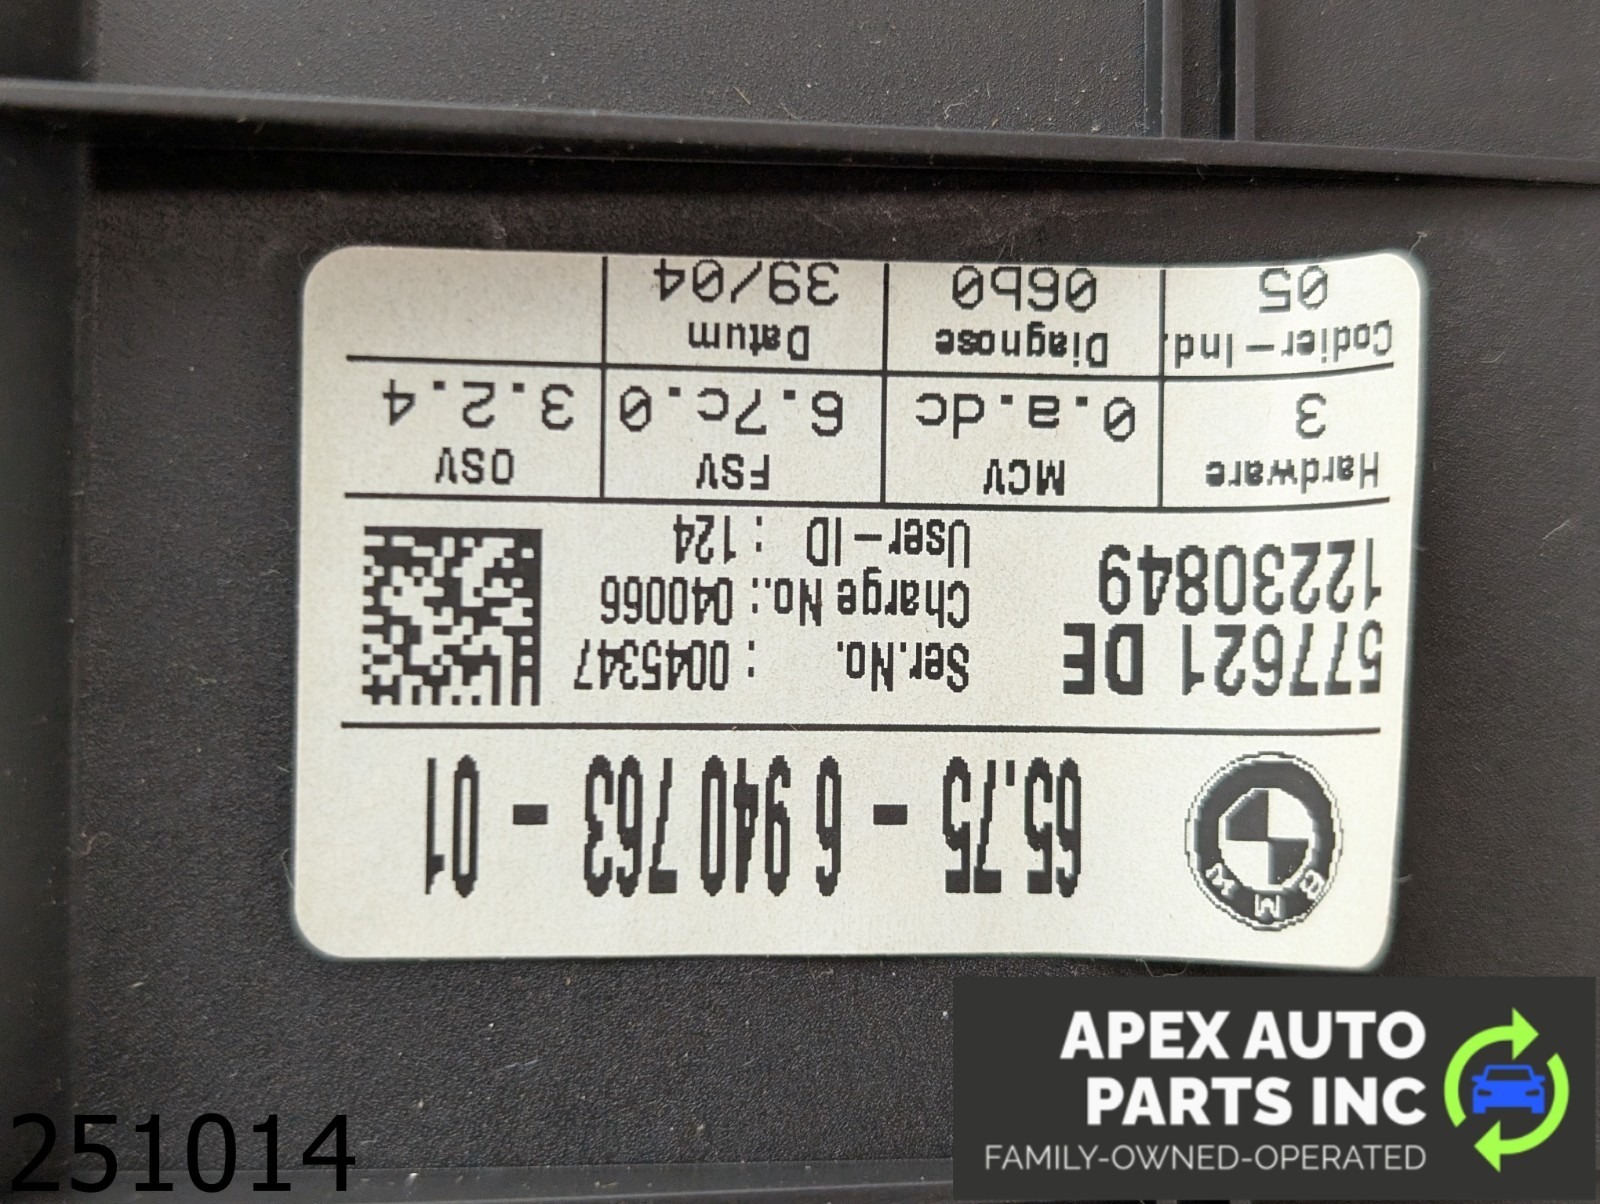 BMW
65.75 - 6 940 763 - 01
577621 DE
12230849
Ser.No. : 0045347
Charge No.: 040066
User-ID : 124
Hardware MCV FSV OSV
3 0.a.dc 6.7c.0 3.2.4
Codier-Ind. Diagnose Datum
05 06b0 39/04
251014
APEX AUTO
PARTS INC
FAMILY-OWNED-OPERATED